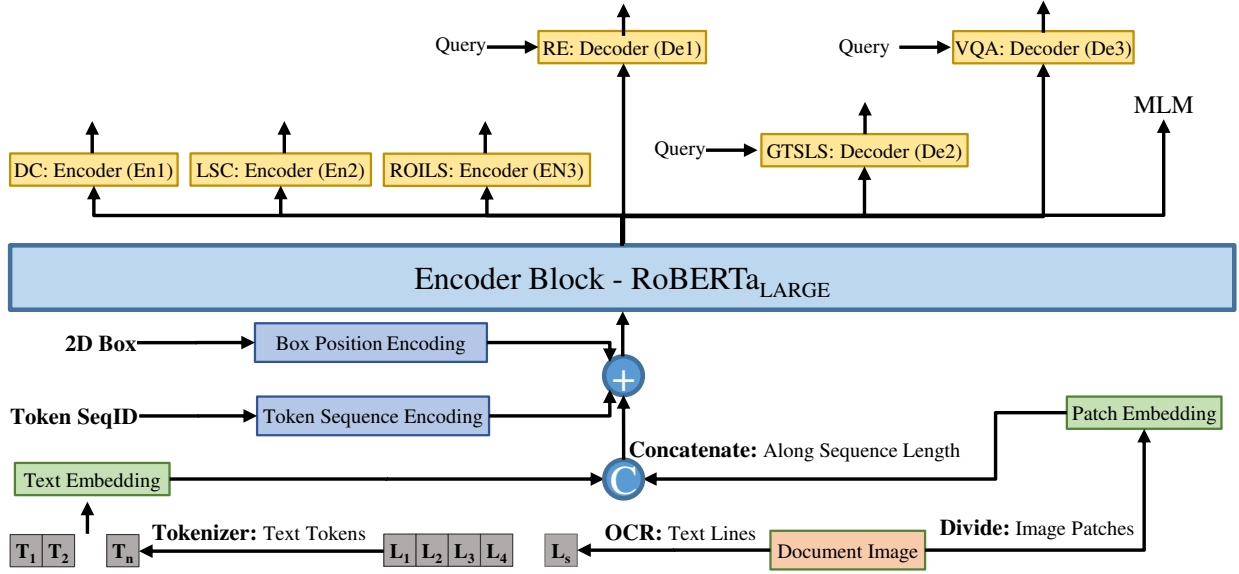 Query
RE: Decoder (De1)
Query
VQA: Decoder (De3)
MLM
DC: Encoder (En1)
LSC: Encoder (En2)
ROILS: Encoder (EN3)
Query
GTSLS: Decoder (De2)
Encoder Block - RoBERTa_LARGE
2D Box
Box Position Encoding
+
Token SeqID
Token Sequence Encoding
Patch Embedding
Concatenate: Along Sequence Length
Text Embedding
C
T1 T2 Tn
Tokenizer: Text Tokens
L1 L2 L3 L4 Ls
OCR: Text Lines
Document Image
Divide: Image Patches